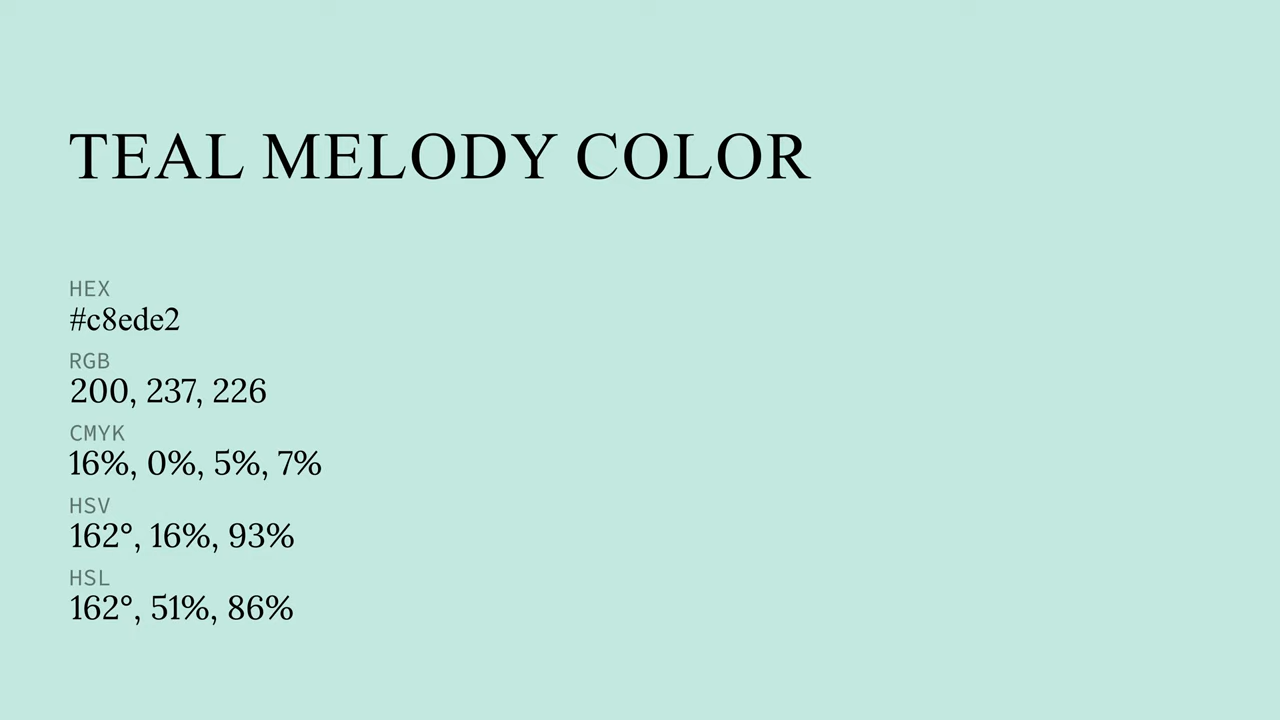 TEAL MELODY COLOR
HEX
#c8ede2
RGB
200, 237, 226
CMYK
16%, 0%, 5%, 7%
HSV
162°, 16%, 93%
HSL
162°, 51%, 86%